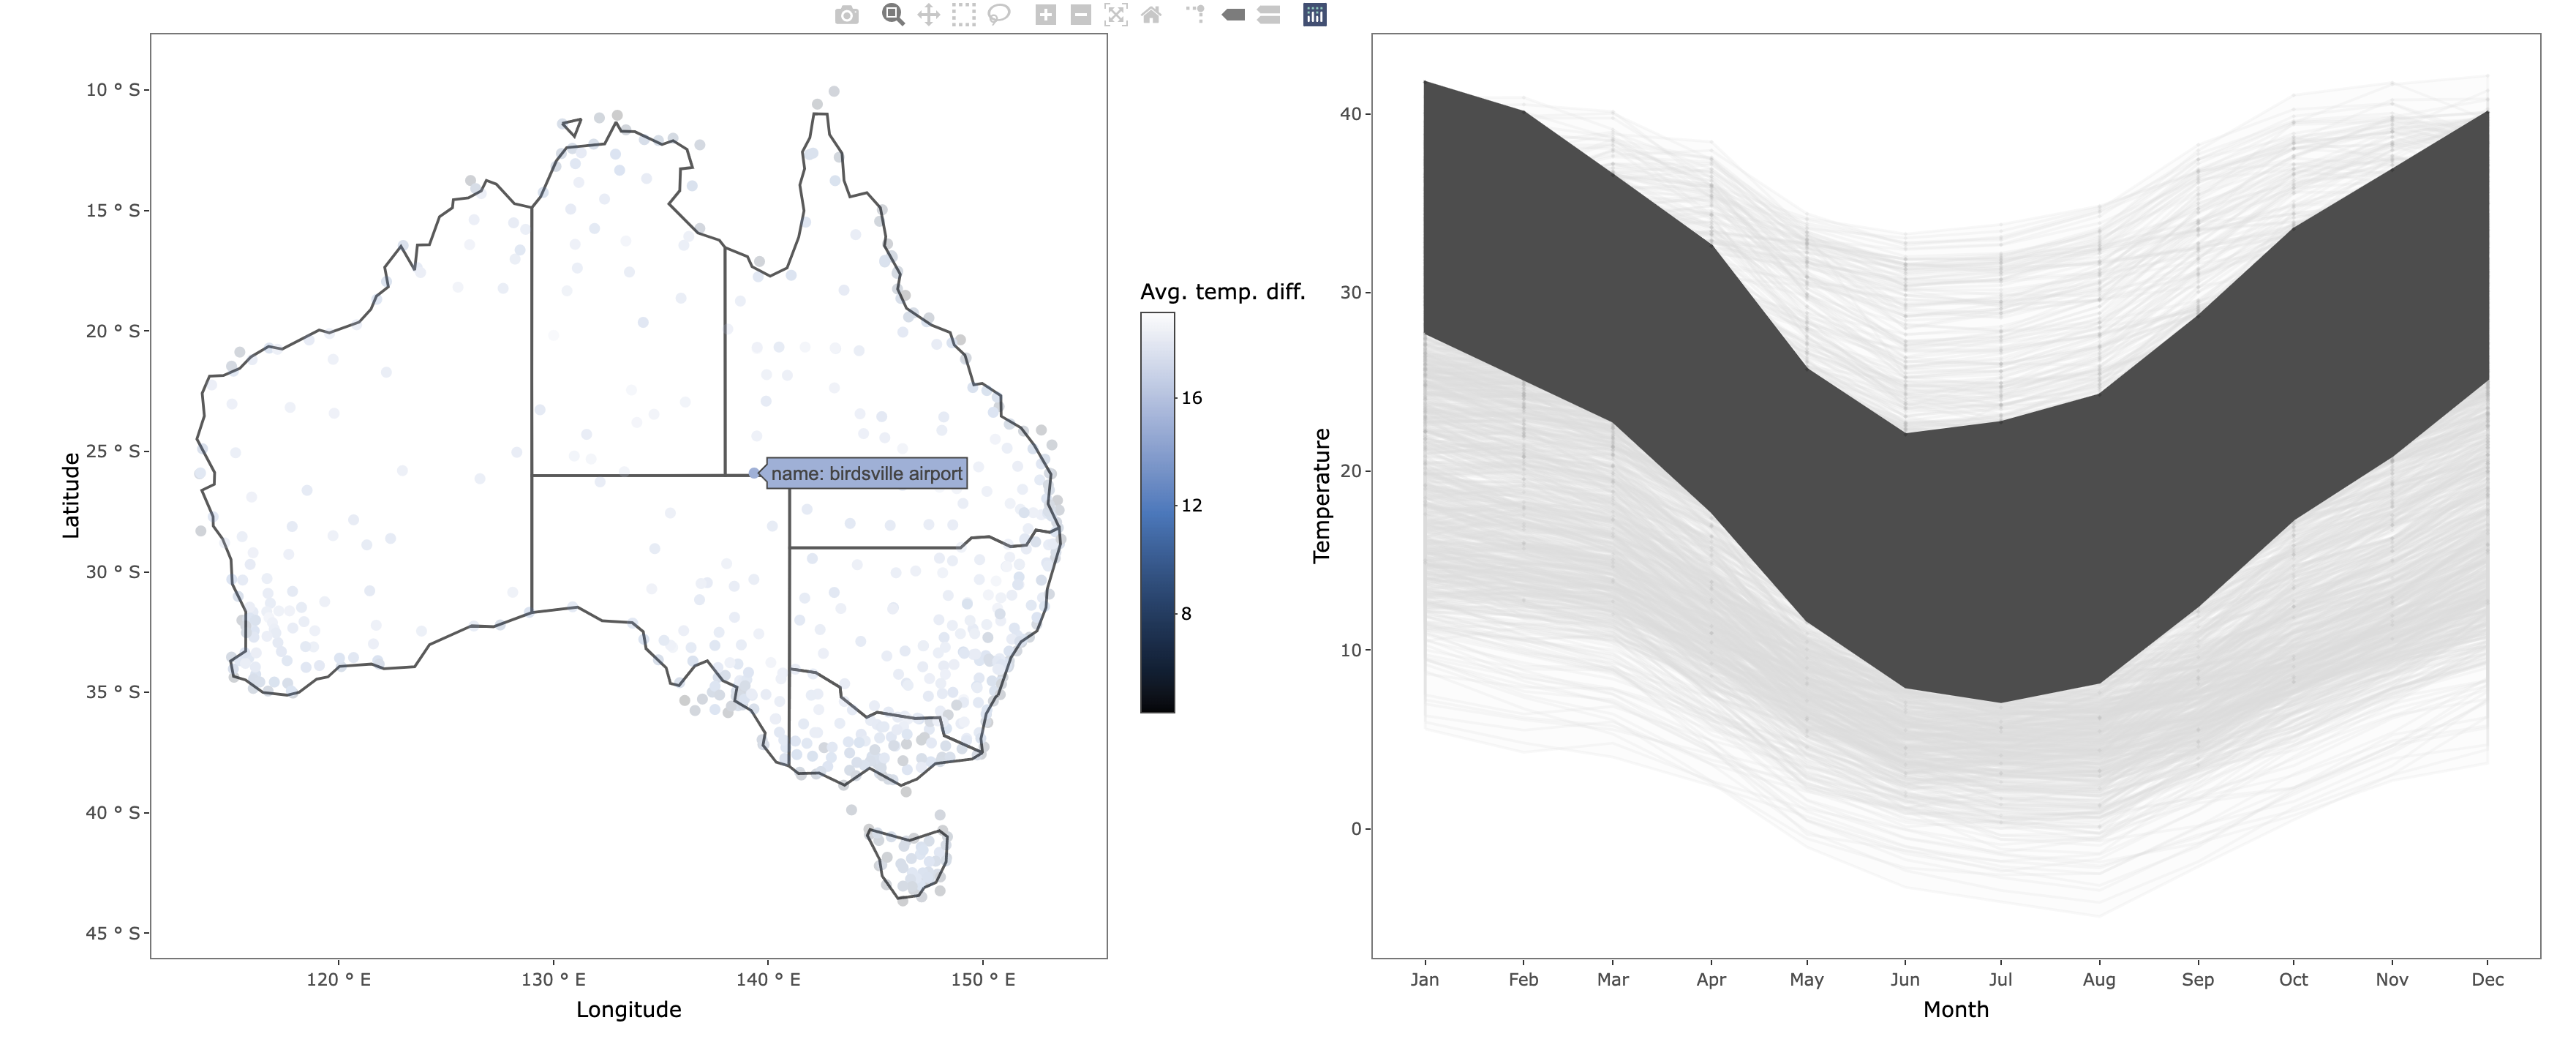 10 ° S
15 ° S
20 ° S
25 ° S
30 ° S
35 ° S
40 ° S
45 ° S
Latitude
120 ° E
130 ° E
140 ° E
150 ° E
Longitude
name: birdsville airport
Avg. temp. diff.
16
12
8
40
30
20
10
0
Temperature
Jan
Feb
Mar
Apr
May
Jun
Jul
Aug
Sep
Oct
Nov
Dec
Month